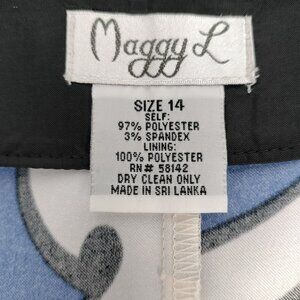 Maggy L
SIZE 14
SELF:
97% POLYESTER
3% SPANDEX
LINING:
100% POLYESTER
RN# 58142
DRY CLEAN ONLY
MADE IN SRI LANKA